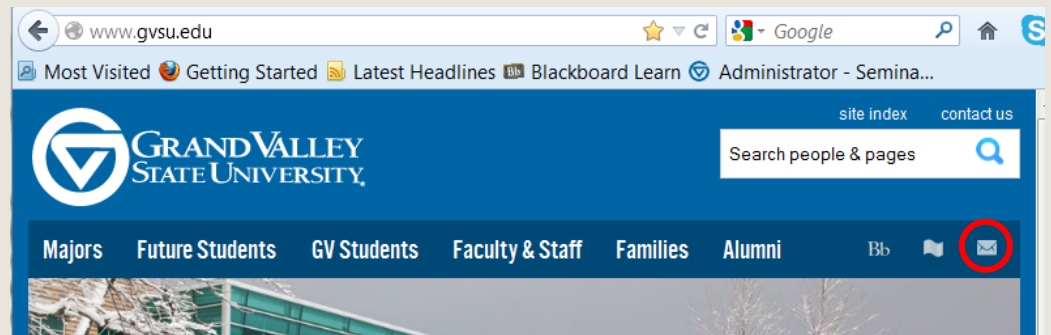 www.gvsu.edu Google
Most Visited Getting Started Latest Headlines Bb Blackboard Learn Administrator - Semina...
site index contact us
GRAND VALLEY
STATE UNIVERSITY.
Search people & pages
Majors Future Students GV Students Faculty & Staff Families Alumni Bb